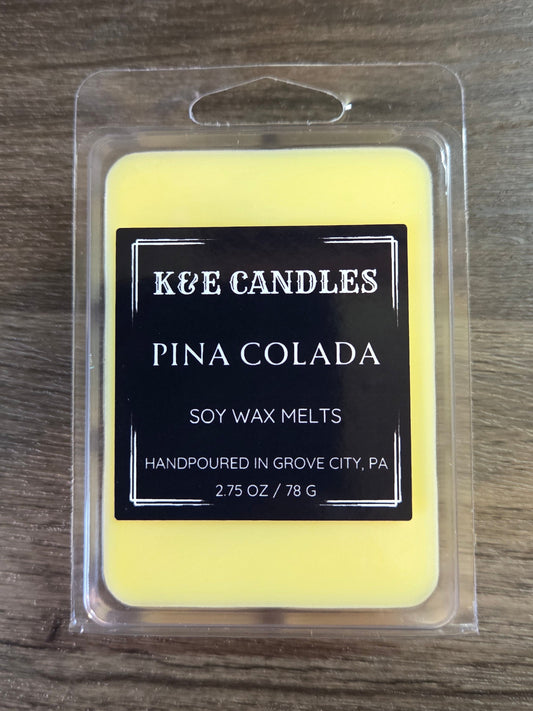 K&E CANDLES
PINA COLADA
SOY WAX MELTS
HANDPOURED IN GROVE CITY, PA
2.75 OZ / 78 G